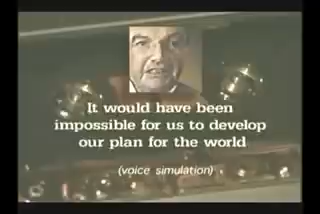 It would have been
impossible for us to develop
our plan for the world
(voice simulation)